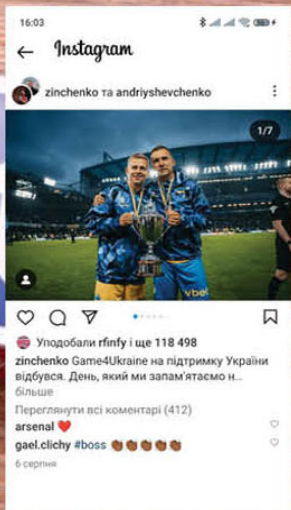 16:03
Instagram
zinchenko та andriyshevchenko
1/7
vbet
Уподобали rfinfy і ще 118 498
zinchenko Game4Ukraine на підтримку України
відбувся. День, який ми запам'ятаємо н...
більше
Переглянути всі коментарі (412)
arsenal ❤️
gael.clichy #boss 👏🏾👏🏾👏🏾👏🏾👏🏾
6 серпня